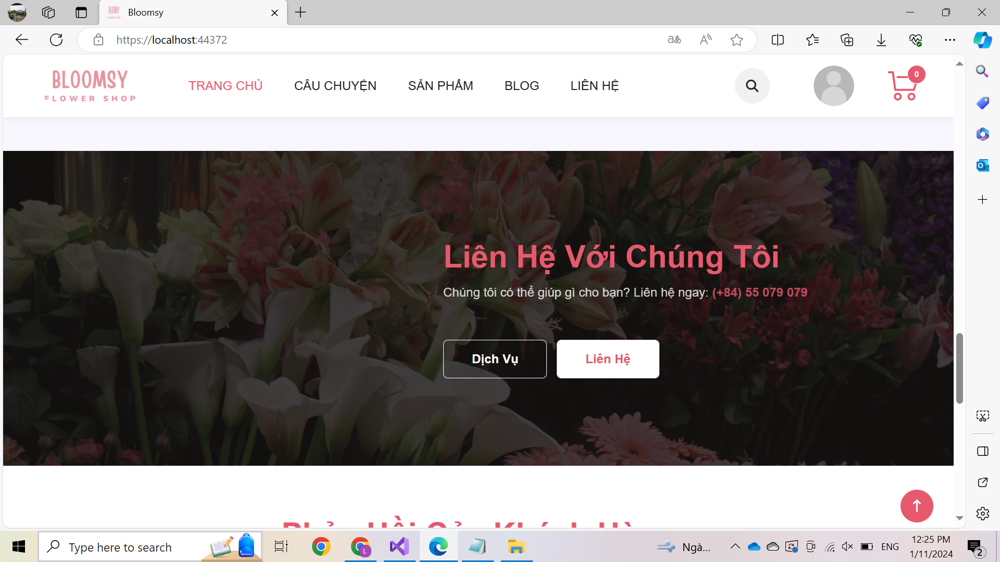 Bloomsy
https://localhost:44372
BLOOMSY
FLOWER SHOP
TRANG CHỦ
CÂU CHUYỆN
SẢN PHẨM
BLOG
LIÊN HỆ
0
Liên Hệ Với Chúng Tôi
Chúng tôi có thể giúp gì cho bạn? Liên hệ ngay: (+84) 55 079 079
Dịch Vụ
Liên Hệ
Type here to search
L
Ngà...
ENG
12:25 PM
1/11/2024
2